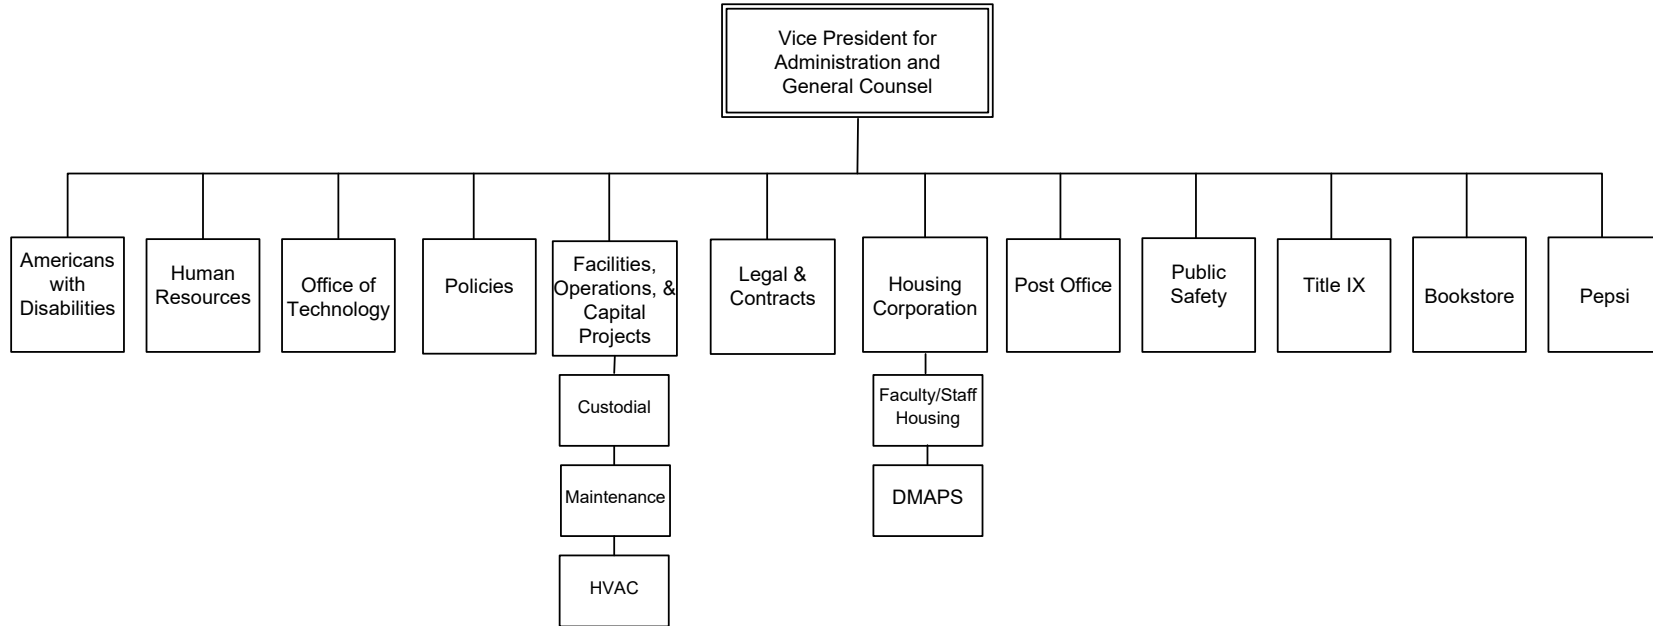 Vice President for
Administration and
General Counsel
Americans
with
Disabilities
Human
Resources
Office of
Technology
Policies
Facilities,
Operations, &
Capital
Projects
Legal &
Contracts
Housing
Corporation
Post Office
Public
Safety
Title IX
Bookstore
Pepsi
Custodial
Maintenance
HVAC
Faculty/Staff
Housing
DMAPS